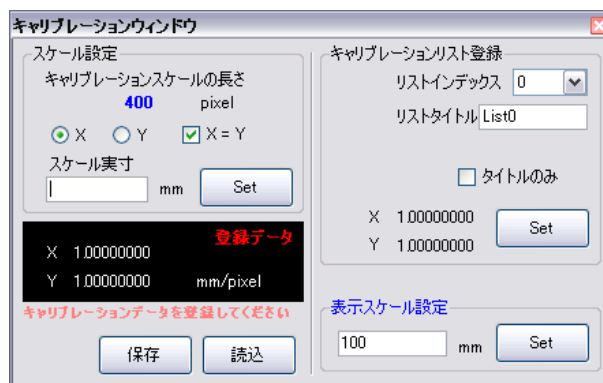 キャリブレーションウィンドウ
スケール設定
キャリブレーションスケールの長さ
400 pixel
X Y X = Y
スケール実寸
mm Set
登録データ
X 1.00000000
Y 1.00000000 mm/pixel
キャリブレーションデータを登録してください
保存 読込
キャリブレーションリスト登録
リストインデックス 0
リストタイトル List0
タイトルのみ
X 1.00000000
Y 1.00000000
Set
表示スケール設定
100 mm Set